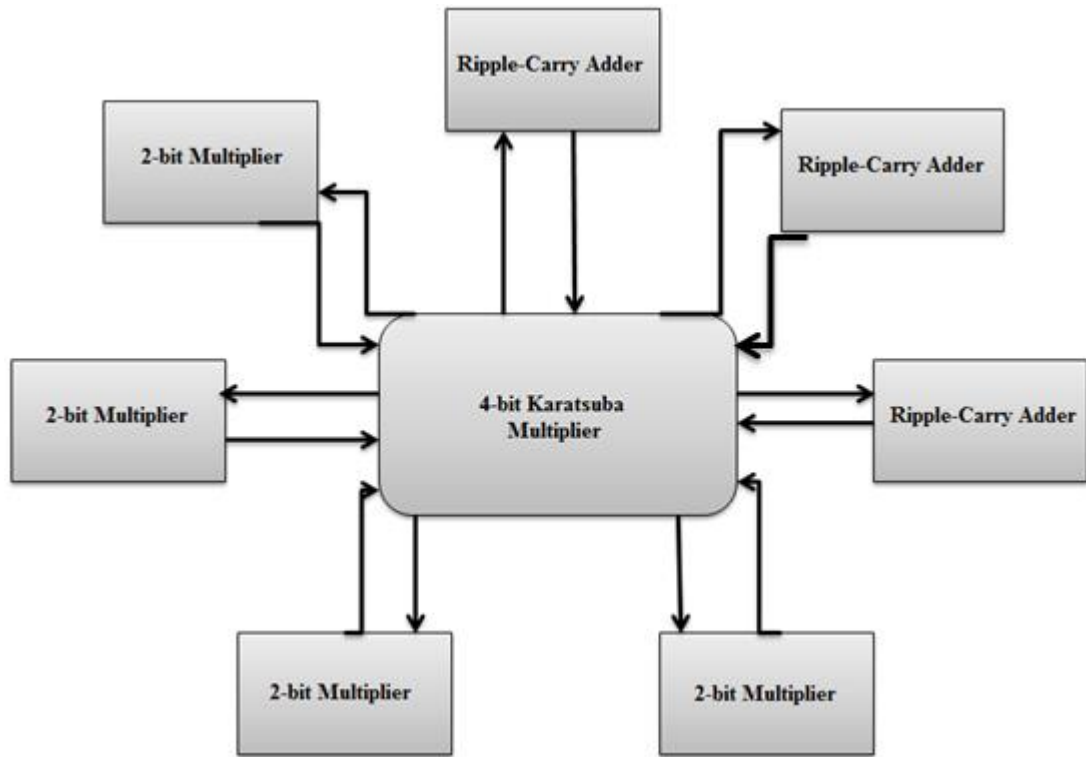 Ripple-Carry Adder
2-bit Multiplier
Ripple-Carry Adder
2-bit Multiplier
4-bit Karatsuba
Multiplier
Ripple-Carry Adder
2-bit Multiplier
2-bit Multiplier